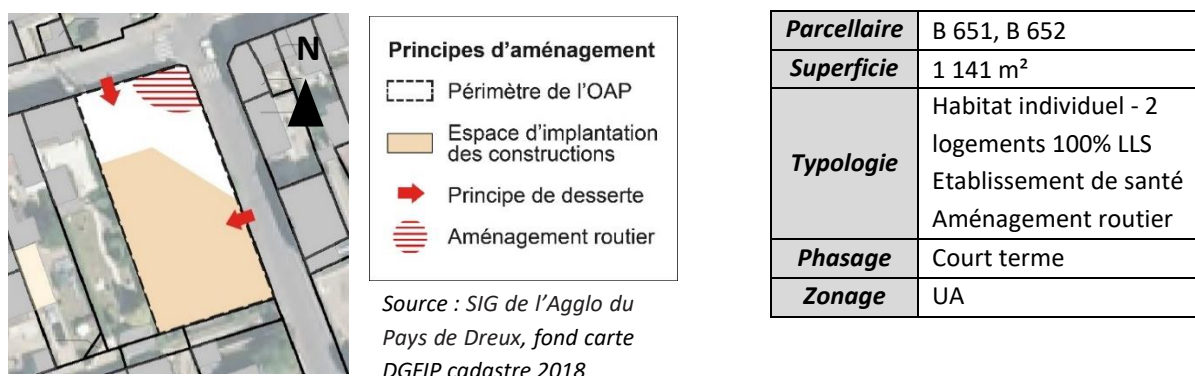 N
Principes d'aménagement
Périmètre de l'OAP
Espace d'implantation
des constructions
Principe de desserte
Aménagement routier
Source : SIG de l'Agglo du
Pays de Dreux, fond carte
DGFIP cadastre 2018
Parcellaire B 651, B 652
Superficie 1 141 m²
Typologie
Habitat individuel - 2
logements 100% LLS
Etablissement de santé
Aménagement routier
Phasage Court terme
Zonage UA